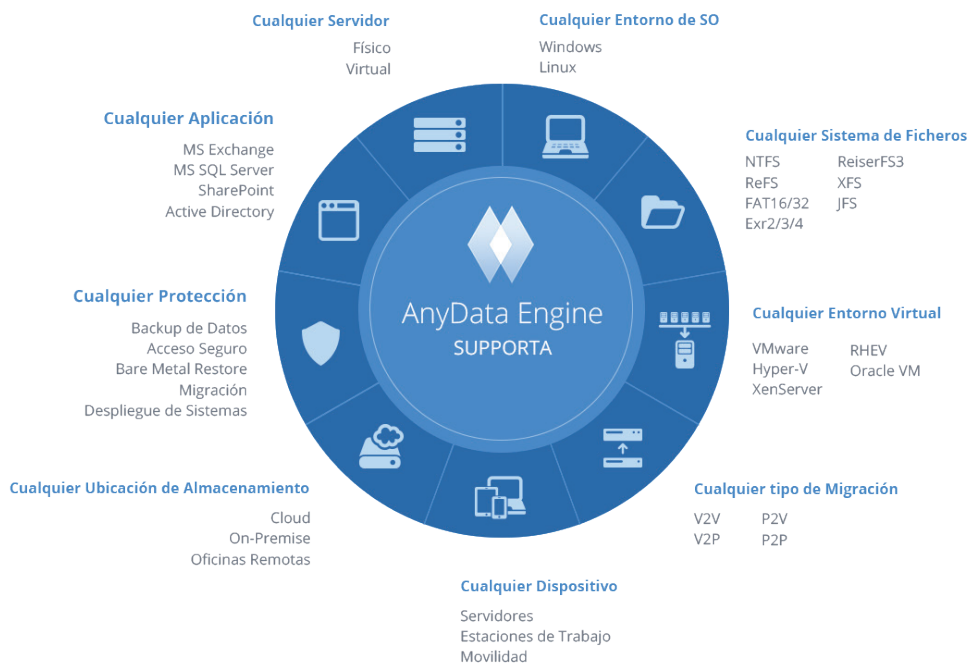 Cualquier Servidor
Físico
Virtual
Cualquier Entorno de SO
Windows
Linux
Cualquier Aplicación
MS Exchange
MS SQL Server
SharePoint
Active Directory
Cualquier Sistema de Ficheros
NTFS ReiserFS3
ReFS XFS
FAT16/32 JFS
Exr2/3/4
AnyData Engine
SUPPORTA
Cualquier Protección
Backup de Datos
Acceso Seguro
Bare Metal Restore
Migración
Despliegue de Sistemas
Cualquier Entorno Virtual
VMware RHEV
Hyper-V Oracle VM
XenServer
Cualquier Ubicación de Almacenamiento
Cloud
On-Premise
Oficinas Remotas
Cualquier tipo de Migración
V2V P2V
V2P P2P
Cualquier Dispositivo
Servidores
Estaciones de Trabajo
Movilidad